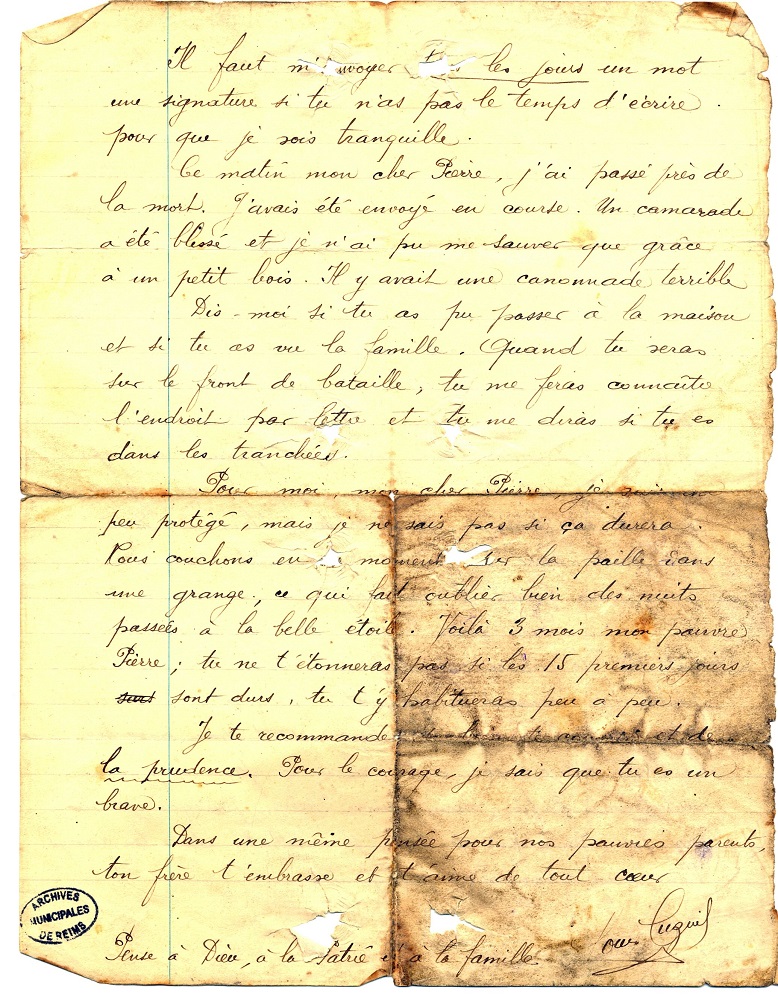 Il faut m'envoyer tous les jours un mot
une signature si tu n'as pas le temps d'écrire.
pour que je sois tranquille.
Ce matin mon cher Pierre, j'ai passé près de
la mort. J'avais été envoyé en course. Un camarade
a été blessé et je n'ai pu me sauver que grâce
à un petit bois. Il y avait une canonnade terrible
Dis-moi si tu as pu passer à la maison
et si tu as vu la famille. Quand tu seras
sur le front de bataille, tu me feras connaître
l'endroit par lettre et tu me diras si tu es
dans les tranchées.
Pour moi, mon cher Pierre, je suis un
peu protégé, mais je ne sais pas si ça durera.
Nous couchons en ce moment sur la paille dans
une grange, ce qui fait oublier bien des nuits
passées à la belle étoile. Voilà 3 mois mon pauvre
Pierre; tu ne t'étonneras pas si les 15 premiers jours
sont durs, tu t'y habitueras peu à peu.
Je te recommande et de
la prudence. Pour le courage, je sais que tu es un
brave.
Dans une même pensée pour nos pauvres parents,
ton frère t'embrasse et t'aime de tout cœur
Pense à Dieu, à la Patrie et à la famille
ARCHIVES
MUNICIPALES
DE REIMS